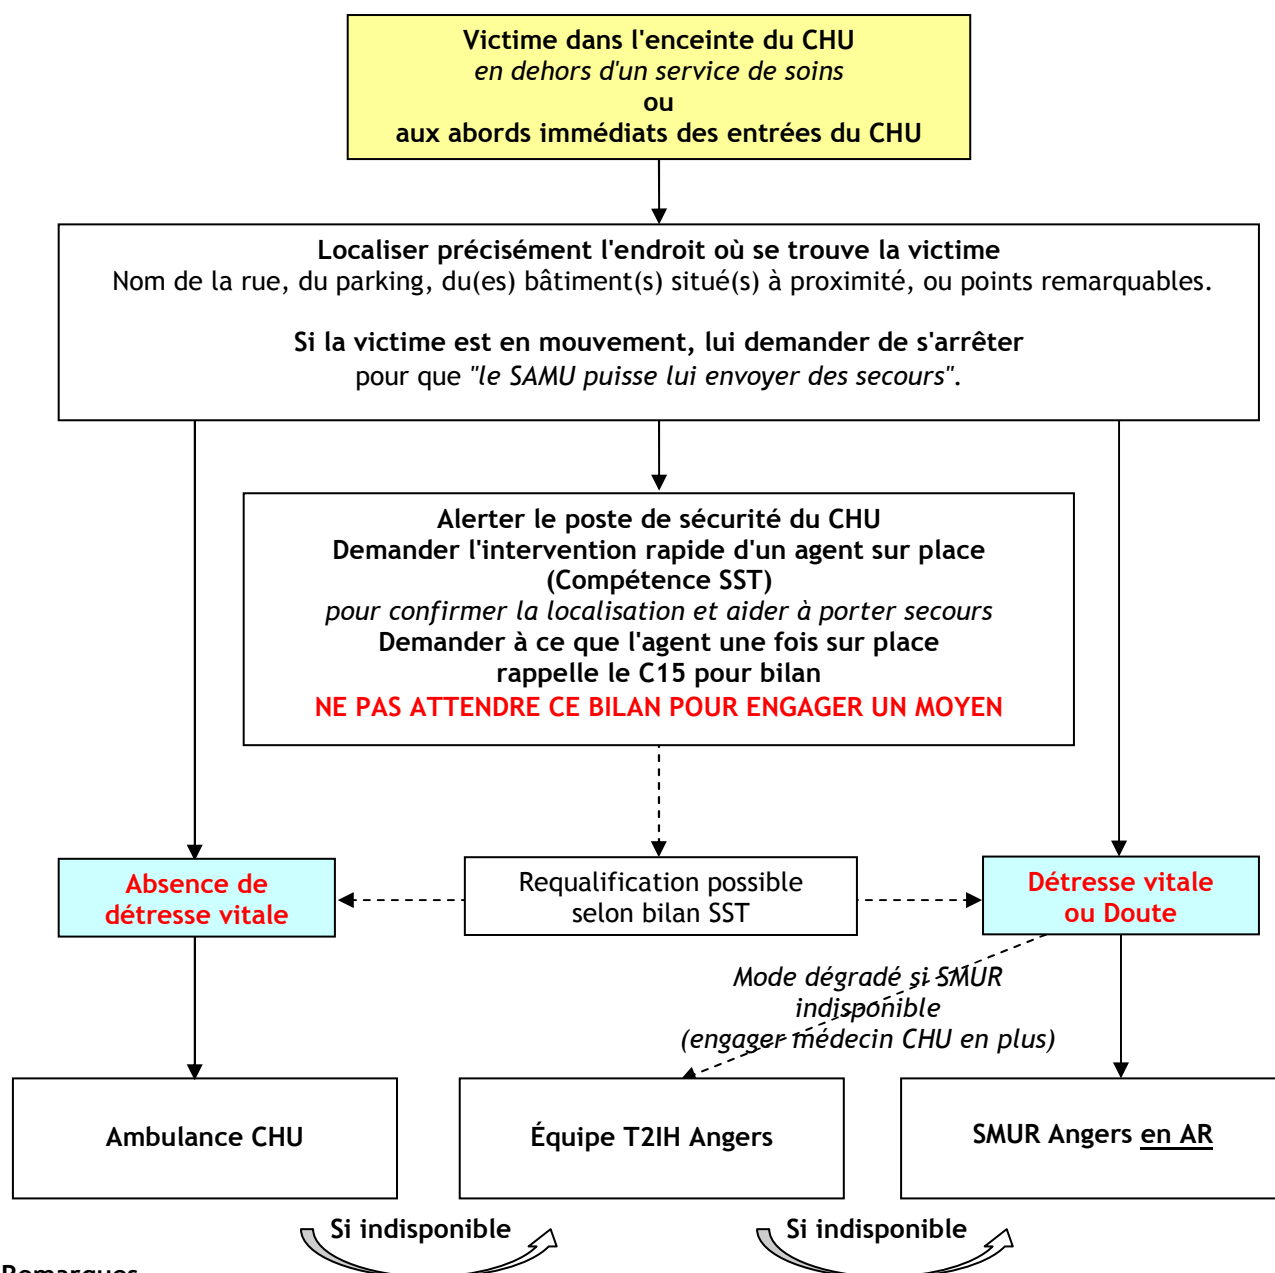 Victime dans l'enceinte du CHU
en dehors d'un service de soins
ou
aux abords immédiats des entrées du CHU
Localiser précisément l'endroit où se trouve la victime
Nom de la rue, du parking, du(es) bâtiment(s) situé(s) à proximité, ou points remarquables.
Si la victime est en mouvement, lui demander de s'arrêter
pour que "le SAMU puisse lui envoyer des secours".
Alerter le poste de sécurité du CHU
Demander l'intervention rapide d'un agent sur place
(Compétence SST)
pour confirmer la localisation et aider à porter secours
Demander à ce que l'agent une fois sur place
rappelle le C15 pour bilan
NE PAS ATTENDRE CE BILAN POUR ENGAGER UN MOYEN
Absence de
détresse vitale
Requalification possible
selon bilan SST
Détresse vitale
ou Doute
Mode dégradé si SMUR
indisponible
(engager médecin CHU en plus)
Ambulance CHU
Équipe T2IH Angers
SMUR Angers en AR
Si indisponible
Si indisponible
Remarques